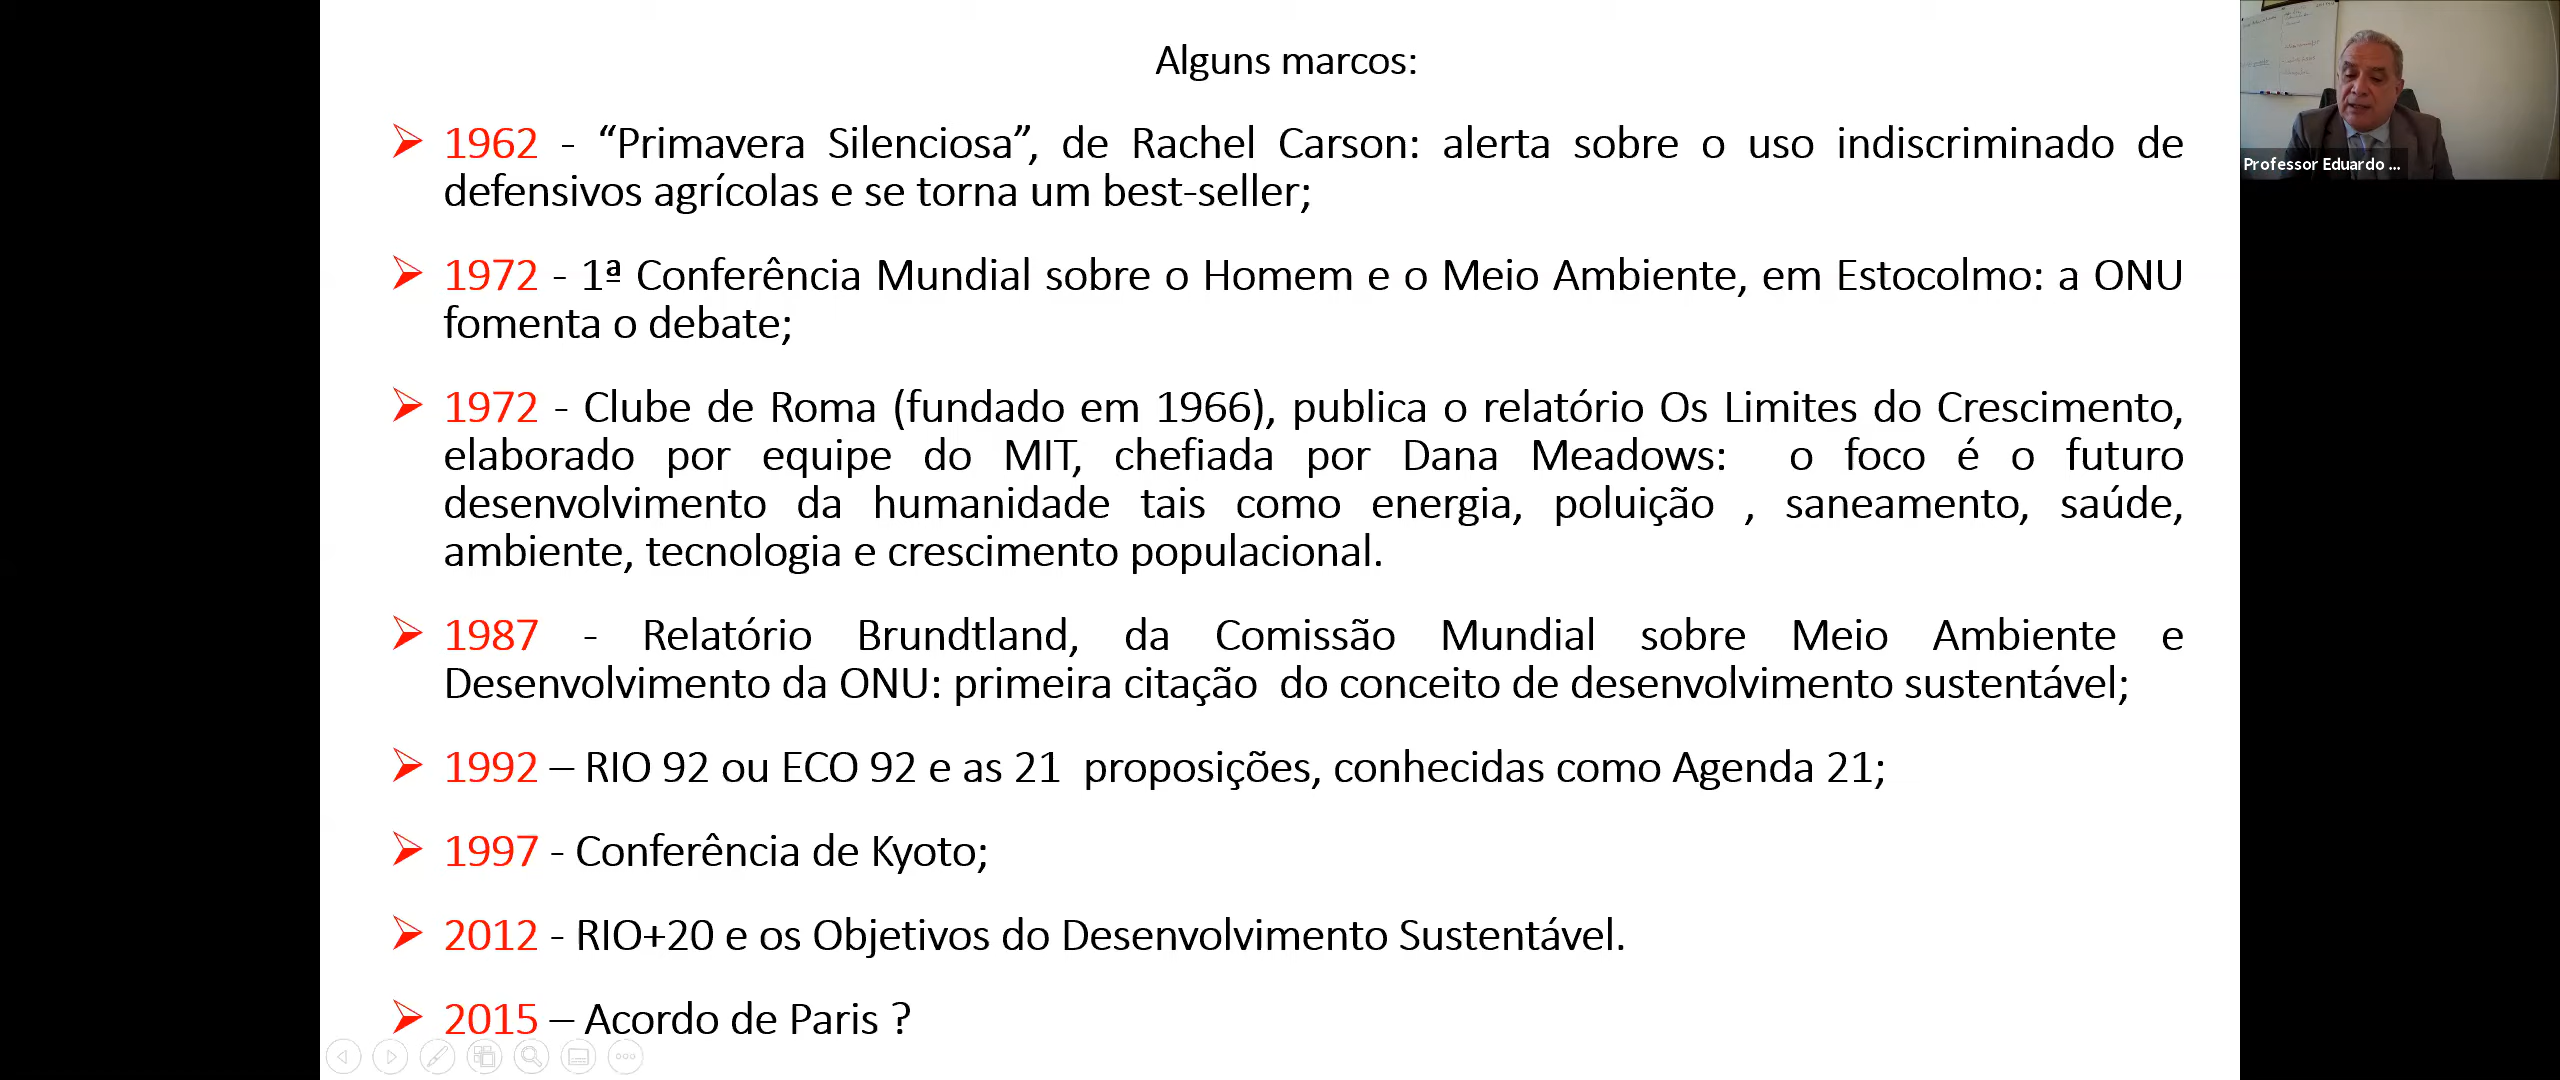 Alguns marcos:
1962 - “Primavera Silenciosa”, de Rachel Carson: alerta sobre o uso indiscriminado de
defensivos agrícolas e se torna um best-seller;
1972 - 1ª Conferência Mundial sobre o Homem e o Meio Ambiente, em Estocolmo: a ONU
fomenta o debate;
1972 - Clube de Roma (fundado em 1966), publica o relatório Os Limites do Crescimento,
elaborado por equipe do MIT, chefiada por Dana Meadows: o foco é o futuro
desenvolvimento da humanidade tais como energia, poluição , saneamento, saúde,
ambiente, tecnologia e crescimento populacional.
1987 - Relatório Brundtland, da Comissão Mundial sobre Meio Ambiente e
Desenvolvimento da ONU: primeira citação do conceito de desenvolvimento sustentável;
1992 – RIO 92 ou ECO 92 e as 21 proposições, conhecidas como Agenda 21;
1997 - Conferência de Kyoto;
2012 - RIO+20 e os Objetivos do Desenvolvimento Sustentável.
2015 – Acordo de Paris ?
Professor Eduardo ...